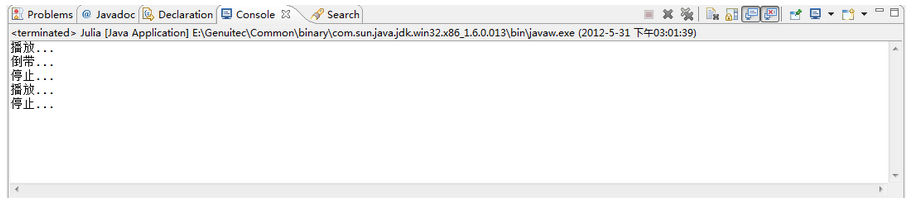 Problems @ Javadoc Declaration Console Search
<terminated> Julia [Java Application] E:\Genuitec\Common\binary\com.sun.java.jdk.win32.x86_1.6.0.013\bin\javaw.exe (2012-5-31 下午03:01:39)
播放...
倒带...
停止...
播放...
停止...